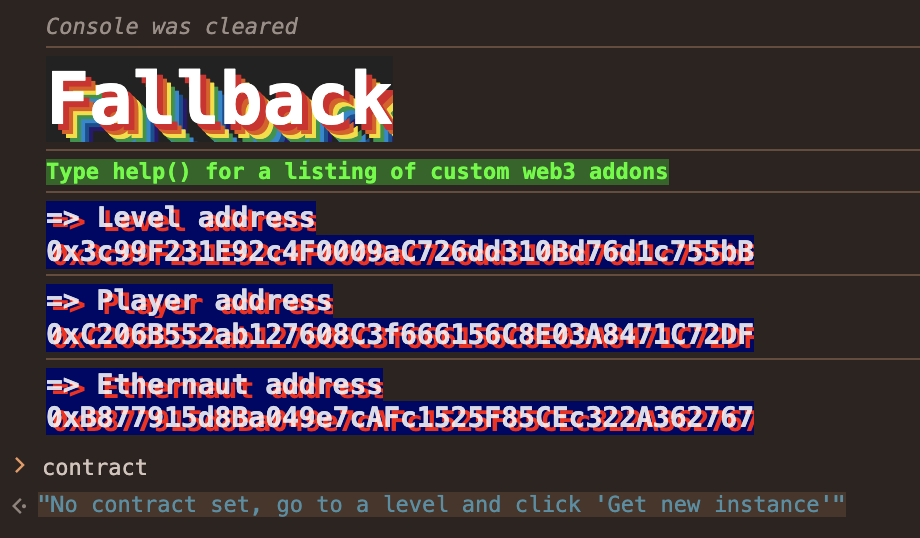 Console was cleared
Fallback
Type help() for a listing of custom web3 addons
=> Level address
0x3c99F231E92c4F0009aC726dd310Bd76d1c755bB
=> Player address
0xC206B552ab127608C3f666156C8E03A8471C72DF
=> Ethernaut address
0xB877915d8Ba049e7cAFc1525F85CEc322A362767
> contract
"No contract set, go to a level and click 'Get new instance'"